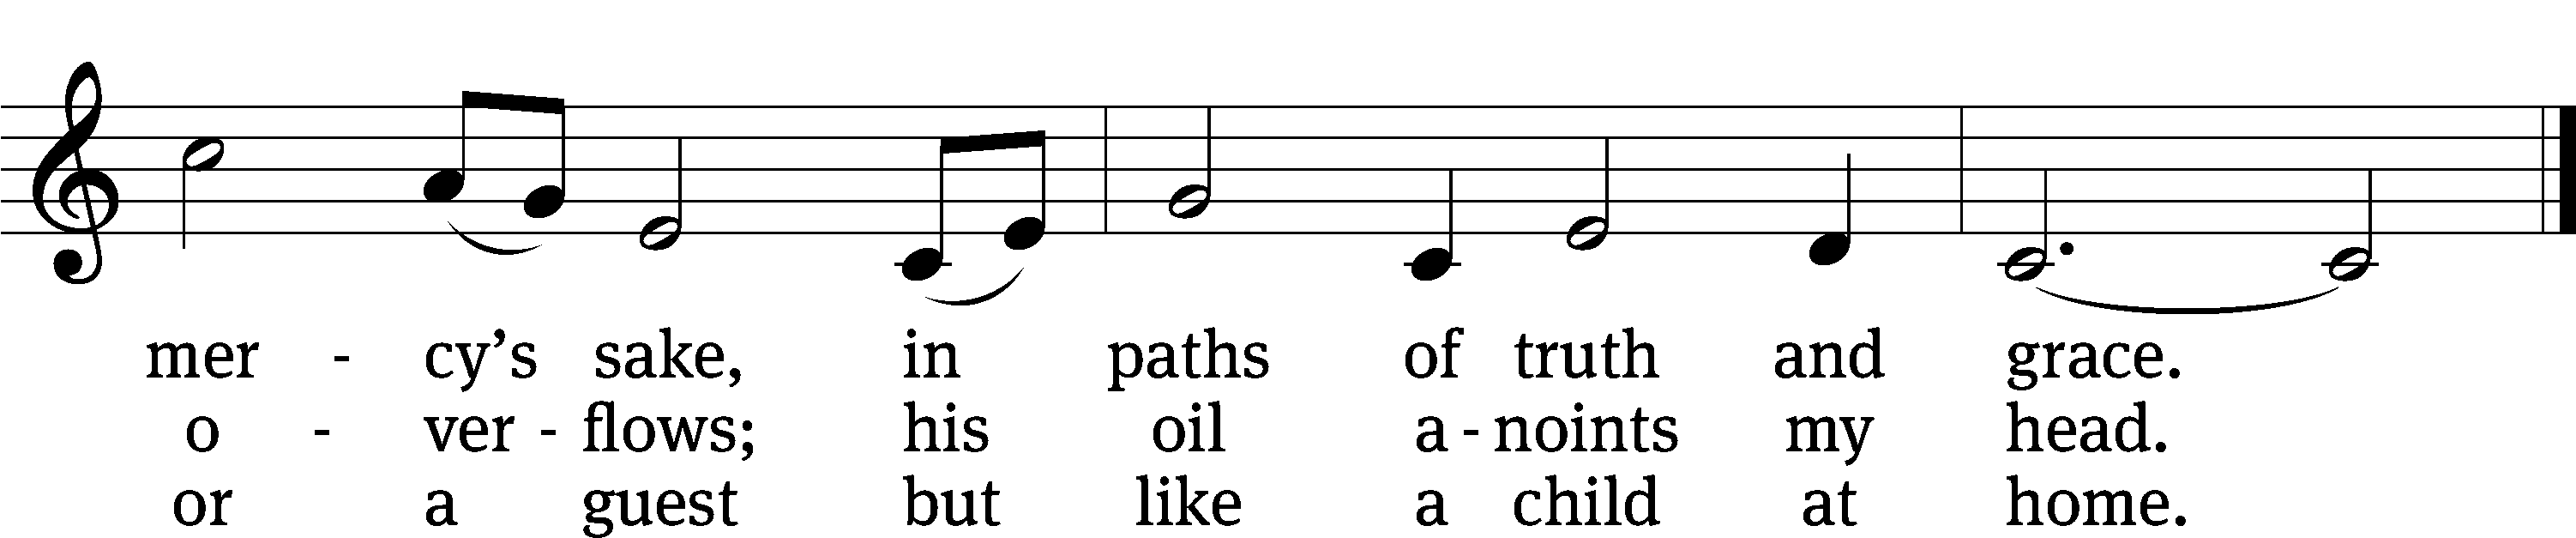 mer - cy’s sake, in paths of truth and grace.
o - ver - flows; his oil a - noints my head.
or a guest but like a child at home.